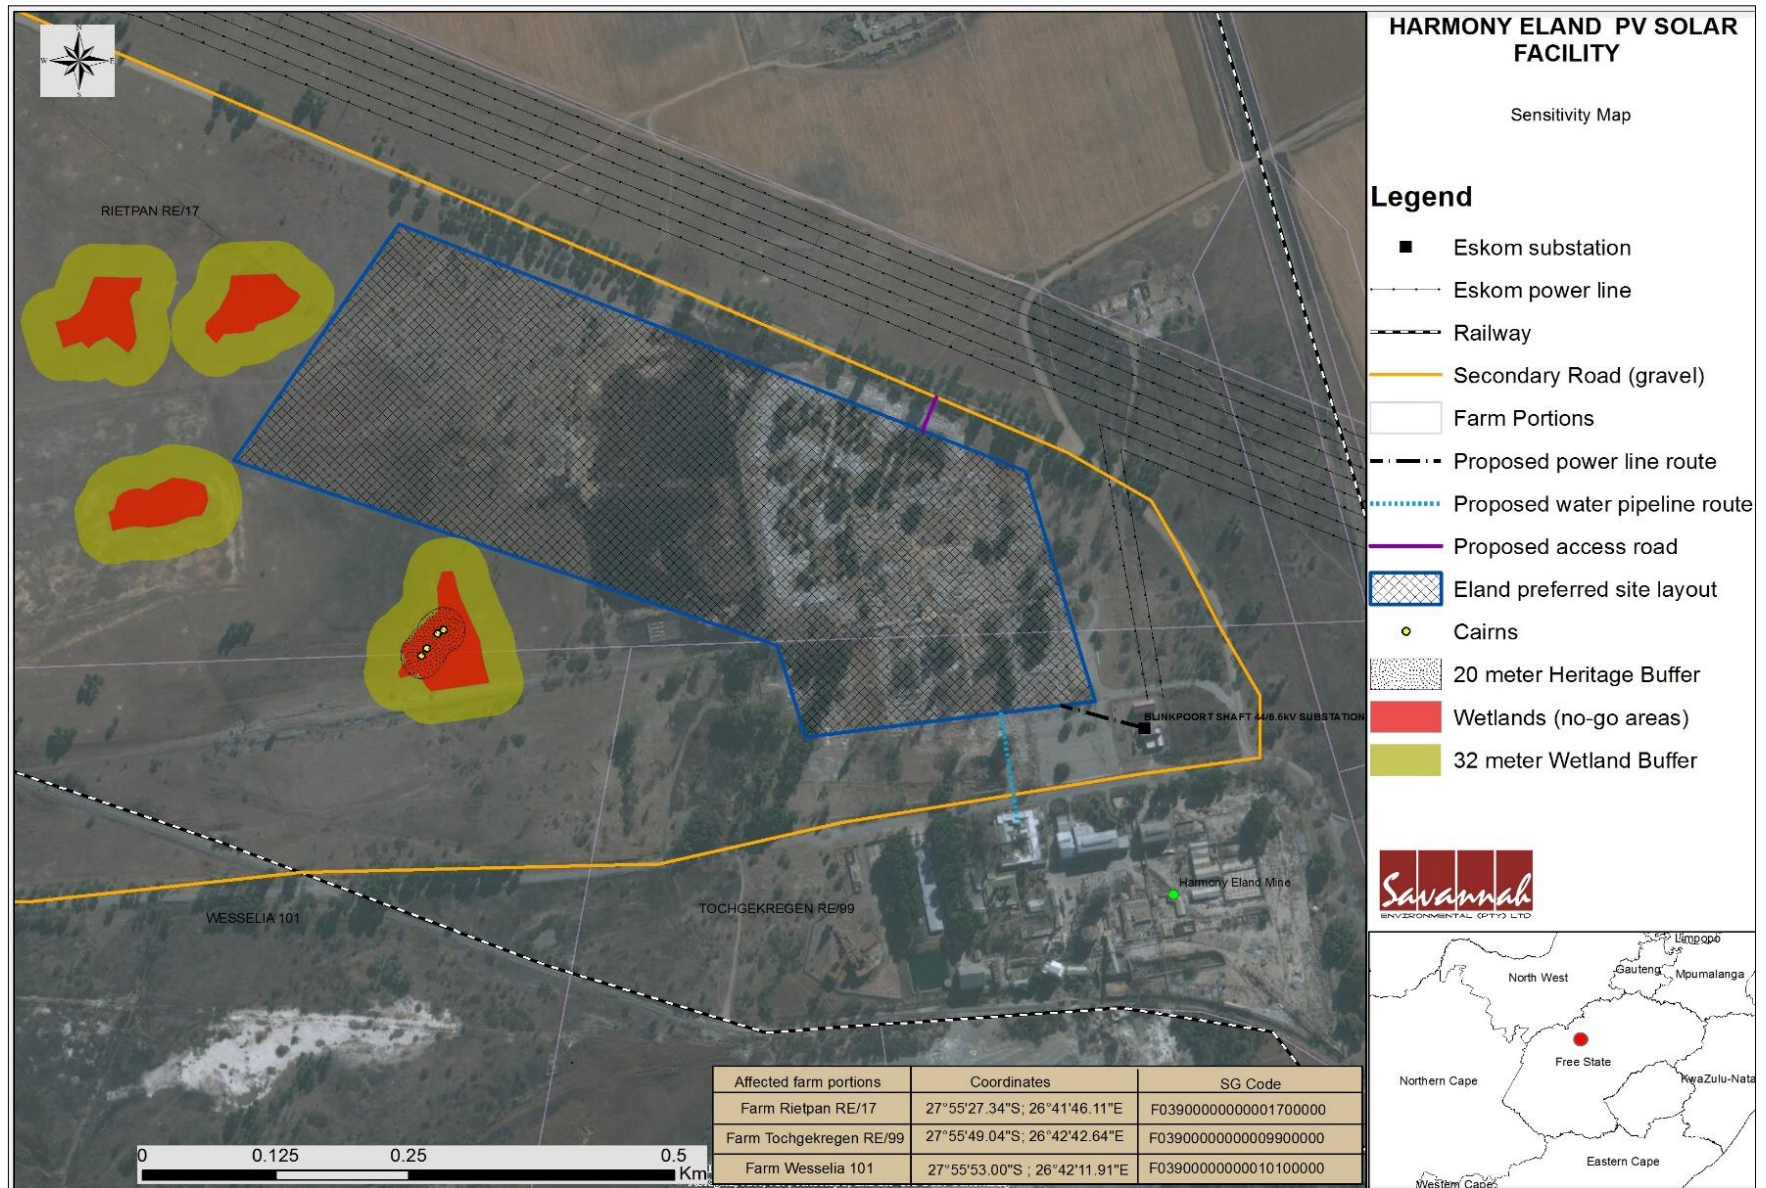 HARMONY ELAND PV SOLAR
FACILITY
Sensitivity Map
Legend
Eskom substation
Eskom power line
Railway
Secondary Road (gravel)
Farm Portions
Proposed power line route
Proposed water pipeline route
Proposed access road
Eland preferred site layout
Cairns
20 meter Heritage Buffer
Wetlands (no-go areas)
32 meter Wetland Buffer
Savannah
ENVIRONMENTAL (PTY) LTD
N
W E
S
RIETPAN RE/17
BLINKPOORT SHAFT 44/6.6kV SUBSTATION
Harmony Eland Mine
TOCHGEKREGEN RE/99
WESSELIA 101
Limpopo
North West
Gauteng
Mpumalanga
Free State
Northern Cape
KwaZulu-Nata
Eastern Cape
Western Cape
0 0.125 0.25 0.5
Km
Affected farm portions Coordinates SG Code
Farm Rietpan RE/17 27°55'27.34"S; 26°41'46.11"E F03900000000001700000
Farm Tochgekregen RE/99 27°55'49.04"S; 26°42'42.64"E F03900000000009900000
Farm Wesselia 101 27°55'53.00"S ; 26°42'11.91"E F03900000000010100000